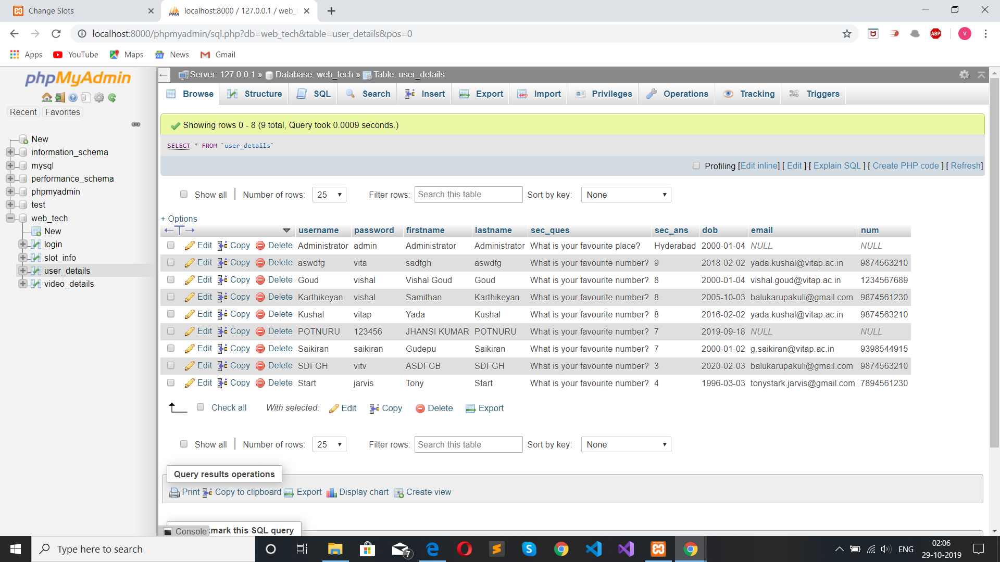 Change Slots
localhost:8000 / 127.0.0.1 / web_t
localhost:8000/phpmyadmin/sql.php?db=web_tech&table=user_details&pos=0
ABP
V
Apps YouTube Maps News Gmail
phpMyAdmin
Recent Favorites
New
information_schema
mysql
performance_schema
phpmyadmin
test
web_tech
New
login
slot_info
user_details
video_details
Server: 127.0.0.1 » Database: web_tech » Table: user_details
Browse Structure SQL Search Insert Export Import Privileges Operations Tracking Triggers
Showing rows 0 - 8 (9 total, Query took 0.0009 seconds.)
SELECT * FROM `user_details`
Profiling [Edit inline] [ Edit ] [ Explain SQL ] [ Create PHP code ] [ Refresh]
Show all Number of rows: 25 Filter rows: Search this table Sort by key: None
+ Options
←T→ username password firstname lastname sec_ques sec_ans dob email num
Edit Copy Delete Administrator admin Administrator Administrator What is your favourite place? Hyderabad 2000-01-04 NULL NULL
Edit Copy Delete aswdfg vita sadfgh aswdfg What is your favourite number? 9 2018-02-02 yada.kushal@vitap.ac.in 9874563210
Edit Copy Delete Goud vishal Vishal Goud Goud What is your favourite number? 8 2000-01-04 vishal.goud@vitap.ac.in 1234567689
Edit Copy Delete Karthikeyan vishal Samithan Karthikeyan What is your favourite number? 8 2005-10-03 balukarupakuli@gmail.com 9874561230
Edit Copy Delete Kushal vitap Yada Kushal What is your favourite number? 8 2016-02-02 yada.kushal@vitap.ac.in 9874563210
Edit Copy Delete POTNURU 123456 JHANSI KUMAR POTNURU What is your favourite number? 7 2019-09-18 NULL NULL
Edit Copy Delete Saikiran saikiran Gudepu Saikiran What is your favourite number? 7 2000-01-02 g.saikiran@vitap.ac.in 9398544915
Edit Copy Delete SDFGH vitv ASDFGB SDFGH What is your favourite number? 3 2020-02-03 balukarupakuli@gmail.com 9874563210
Edit Copy Delete Start jarvis Tony Start What is your favourite number? 4 1996-03-03 tonystark.jarvis@gmail.com 7894561230
Check all With selected: Edit Copy Delete Export
Show all Number of rows: 25 Filter rows: Search this table Sort by key: None
Query results operations
Print Copy to clipboard Export Display chart Create view
Console kmark this SQL query
Type here to search
7
ENG
02:06
29-10-2019